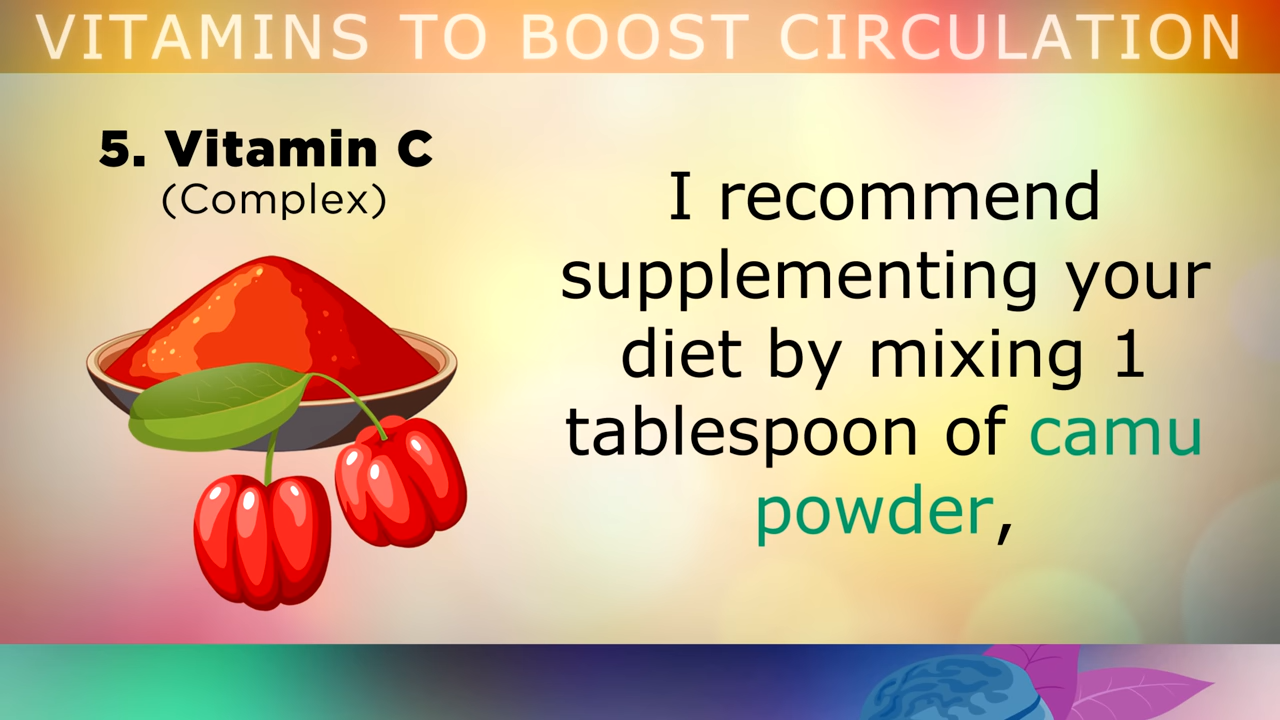 VITAMINS TO BOOST CIRCULATION
5. Vitamin C
(Complex)
I recommend
supplementing your
diet by mixing 1
tablespoon of camu
powder,